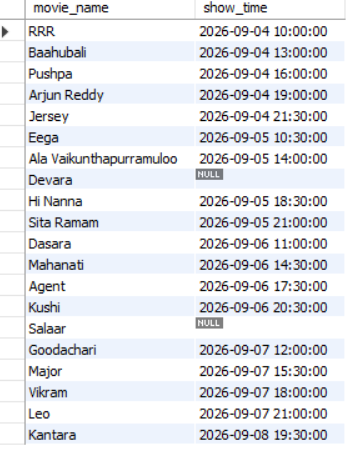 movie_name show_time
RRR 2026-09-04 10:00:00
Baahubali 2026-09-04 13:00:00
Pushpa 2026-09-04 16:00:00
Arjun Reddy 2026-09-04 19:00:00
Jersey 2026-09-04 21:30:00
Eega 2026-09-05 10:30:00
Ala Vaikunthapurramuloo 2026-09-05 14:00:00
Devara NULL
Hi Nanna 2026-09-05 18:30:00
Sita Ramam 2026-09-05 21:00:00
Dasara 2026-09-06 11:00:00
Mahanati 2026-09-06 14:30:00
Agent 2026-09-06 17:30:00
Kushi 2026-09-06 20:30:00
Salaar NULL
Goodachari 2026-09-07 12:00:00
Major 2026-09-07 15:30:00
Vikram 2026-09-07 18:00:00
Leo 2026-09-07 21:00:00
Kantara 2026-09-08 19:30:00